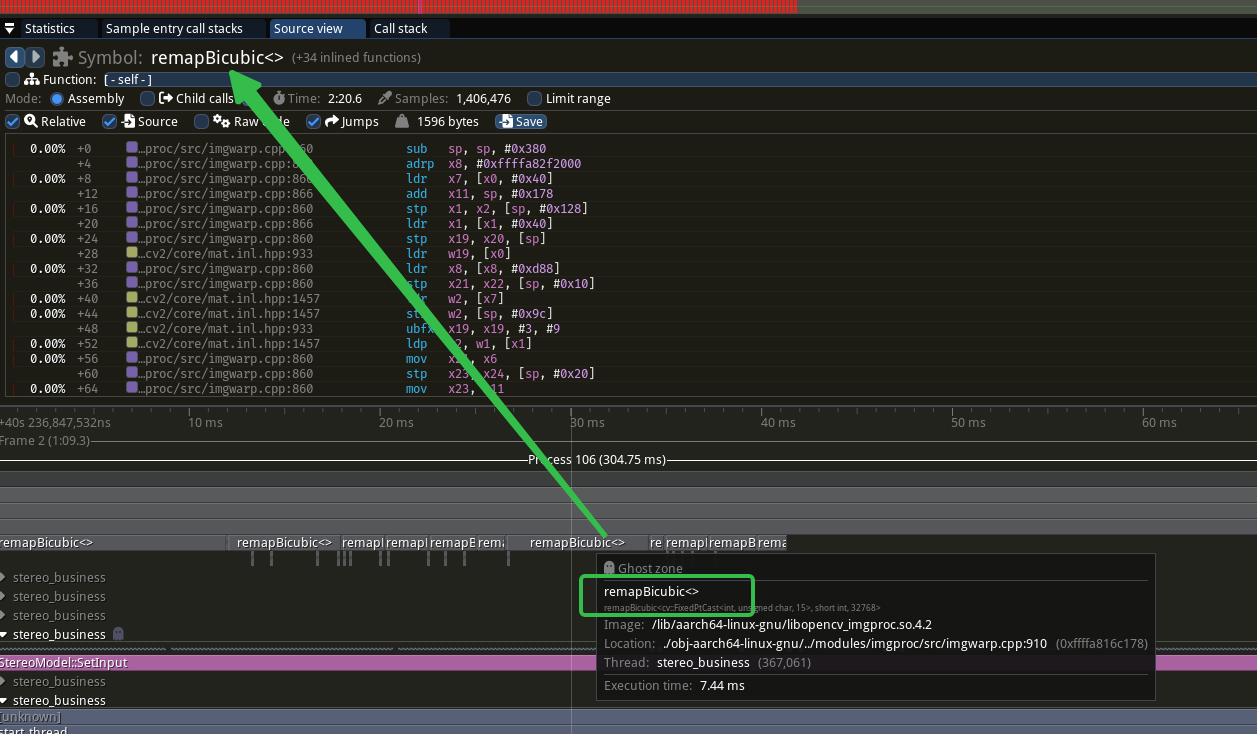 Statistics Sample entry call stacks Source view Call stack
Symbol: remapBicubic<> (+34 inlined functions)
Function: [ - self - ]
Mode: Assembly Child calls Time: 2:20.6 Samples: 1,406,476 Limit range
Relative Source Raw code Jumps 1596 bytes Save
0.00% +0 …proc/src/imgwarp.cpp:860 sub sp, sp, #0x380
+4 …proc/src/imgwarp.cpp: adrp x8, #0xffffa82f2000
0.00% +8 …proc/src/imgwarp.cpp:86 ldr x7, [x0, #0x40]
+12 …proc/src/imgwarp.cpp:866 add x11, sp, #0x178
0.00% +16 …proc/src/imgwarp.cpp:860 stp x1, x2, [sp, #0x128]
+20 …proc/src/imgwarp.cpp:866 ldr x1, [x1, #0x40]
0.00% +24 …proc/src/imgwarp.cpp:860 stp x19, x20, [sp]
+28 …cv2/core/mat.inl.hpp:933 ldr w19, [x0]
0.00% +32 …proc/src/imgwarp.cpp:860 ldr x8, [x8, #0xd88]
+36 …proc/src/imgwarp.cpp:860 stp x21, x22, [sp, #0x10]
0.00% +40 …cv2/core/mat.inl.hpp:1457 ldr w2, [x7]
0.00% +44 …cv2/core/mat.inl.hpp:1457 str w2, [sp, #0x9c]
+48 …cv2/core/mat.inl.hpp:933 ubfx x19, x19, #3, #9
0.00% +52 …cv2/core/mat.inl.hpp:1457 ldp w1, [x1]
0.00% +56 …proc/src/imgwarp.cpp:860 mov x6
+60 …proc/src/imgwarp.cpp:860 stp x23, x24, [sp, #0x20]
0.00% +64 …proc/src/imgwarp.cpp:860 mov x23, x11
+40s 236,847,532ns 10 ms 20 ms 30 ms 40 ms 50 ms 60 ms
Frame 2 (1:09.3)
Process 106 (304.75 ms)
remapBicubic<> remapBicubic<> remapI remapI remapB rema remapBicubic<> re remapI remapB rema
Ghost zone
stereo_business
remapBicubic<>
stereo_business
remapBicubic<cv::FixedPtCast<int, unsigned char, 15>, short int, 32768>
stereo_business
Image: /lib/aarch64-linux-gnu/libopencv_imgproc.so.4.2
stereo_business
Location: ./obj-aarch64-linux-gnu/../modules/imgproc/src/imgwarp.cpp:910 (0xffffa816c178)
StereoModel::SetInput
Thread: stereo_business (367,061)
stereo_business
Execution time: 7.44 ms
stereo_business
[unknown]
start_thread